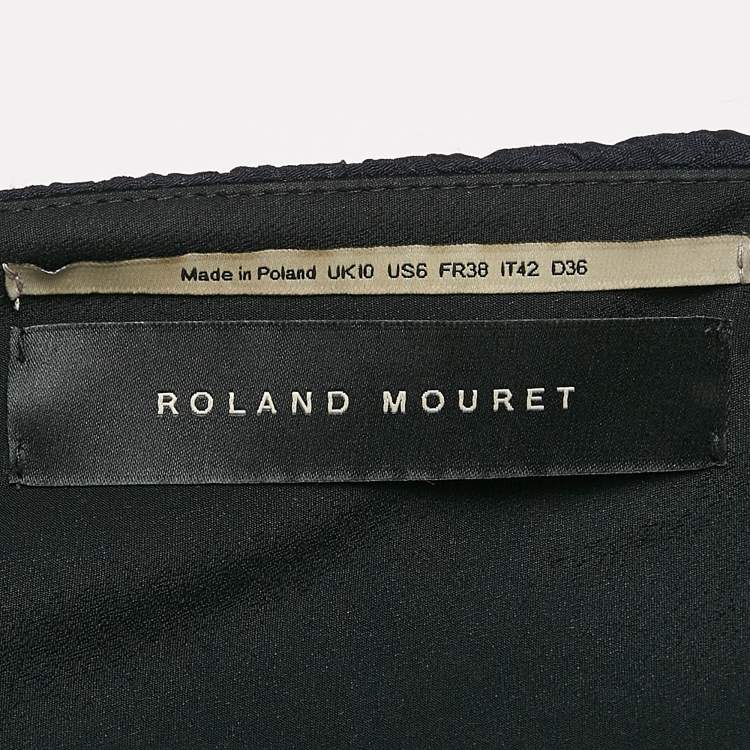 Made in Poland UK10 US6 FR38 IT42 D36
ROLAND MOURET